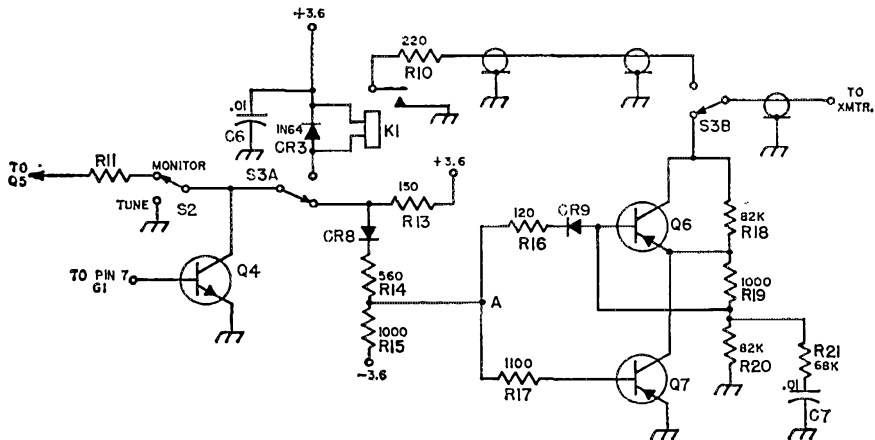 +3.6
220
R10
.01
C6
IN64
CR3
K1
S3B
TO
XMTR.
TO
Q5
R11
MONITOR
TUNE
S2
S3A
+3.6
150
R13
CR8
TO PIN 7
G1
Q4
560
R14
1000
R15
-3.6
A
120
R16
CR9
Q6
82K
R18
1000
R19
1100
R17
Q7
82K
R20
R21
68K
.01
C7